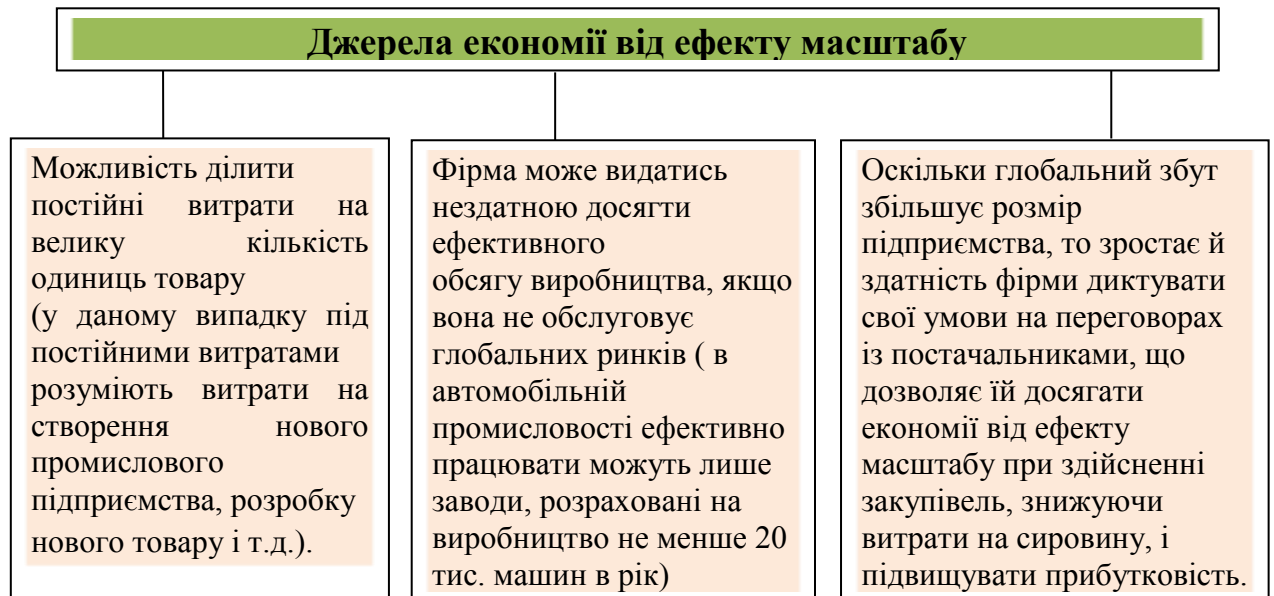 Джерела економії від ефекту масштабу
Можливість ділити
постійні витрати на
велику кількість
одиниць товару
(у даному випадку під
постійними витратами
розуміють витрати на
створення нового
промислового
підприємства, розробку
нового товару і т.д.).
Фірма може видатись
нездатною досягти
ефективного
обсягу виробництва, якщо
вона не обслуговує
глобальних ринків ( в
автомобільній
промисловості ефективно
працювати можуть лише
заводи, розраховані на
виробництво не менше 20
тис. машин в рік)
Оскільки глобальний збут
збільшує розмір
підприємства, то зростає й
здатність фірми диктувати
свої умови на переговорах
із постачальниками, що
дозволяє їй досягати
економії від ефекту
масштабу при здійсненні
закупівель, знижуючи
витрати на сировину, і
підвищувати прибутковість.